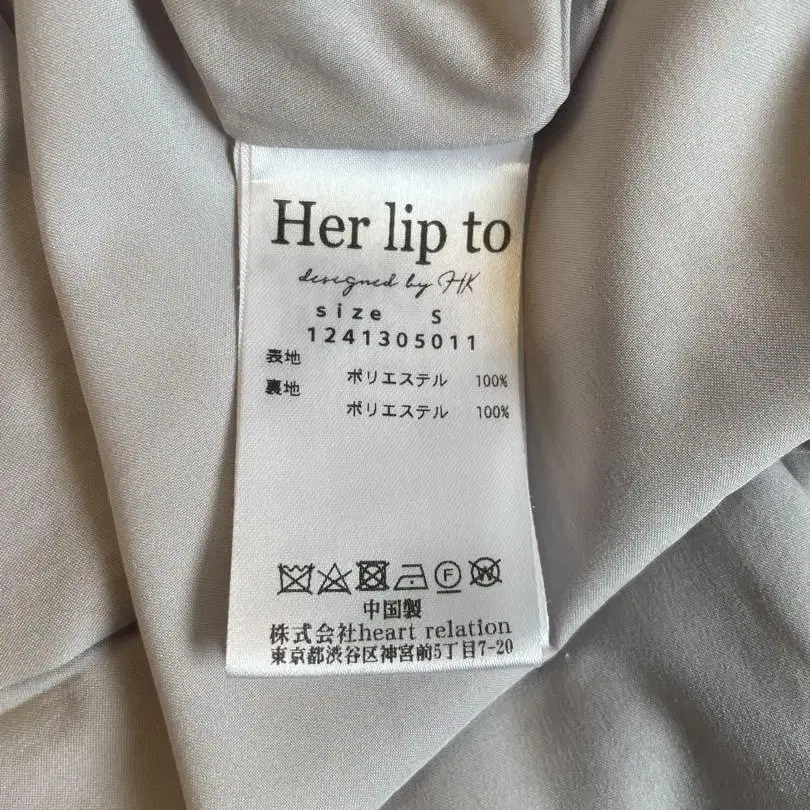 Her lip to
designed by HK
size S
1241305011
表地
ポリエステル 100%
裏地
ポリエステル 100%
F
W
中国製
株式会社heart relation
東京都渋谷区神宮前5丁目7-20